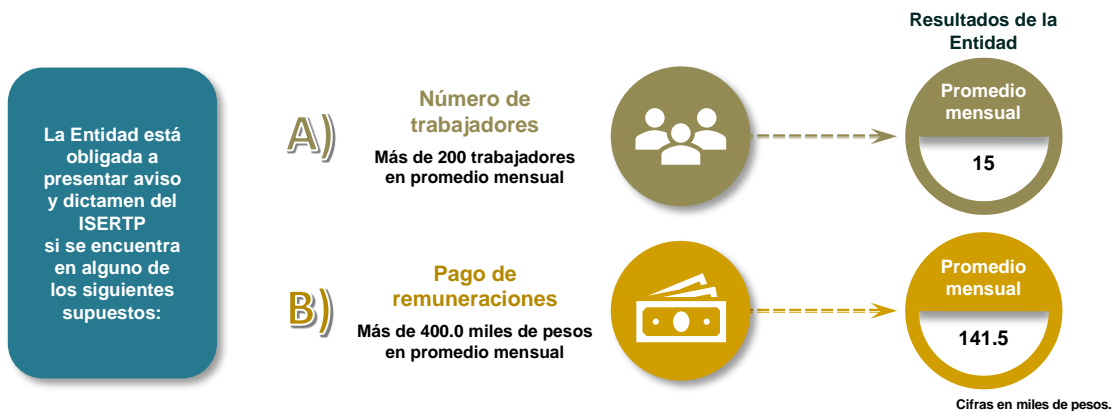 Resultados de la
Entidad
La Entidad está
obligada a
presentar aviso
y dictamen del
ISERTP
si se encuentra
en alguno de
los siguientes
supuestos:
A)
Número de
trabajadores
Más de 200 trabajadores
en promedio mensual
Promedio
mensual
15
B)
Pago de
remuneraciones
Más de 400.0 miles de pesos
en promedio mensual
Promedio
mensual
141.5
Cifras en miles de pesos.